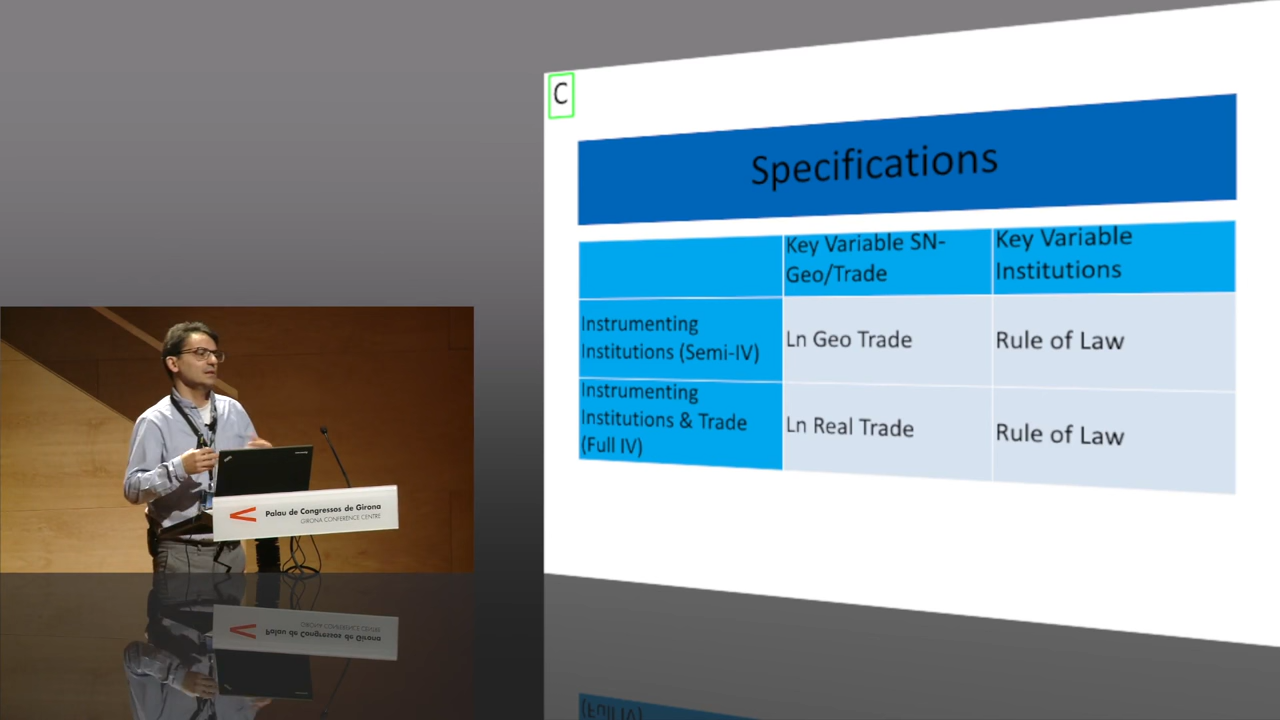 C
Specifications
Key Variable SN-
Geo/Trade
Key Variable
Institutions
Instrumenting
Institutions (Semi-IV)
Ln Geo Trade
Rule of Law
Instrumenting
Institutions & Trade
(Full IV)
Ln Real Trade
Rule of Law
Palau de Congressos de Girona
GIRONA CONFERENCE CENTRE